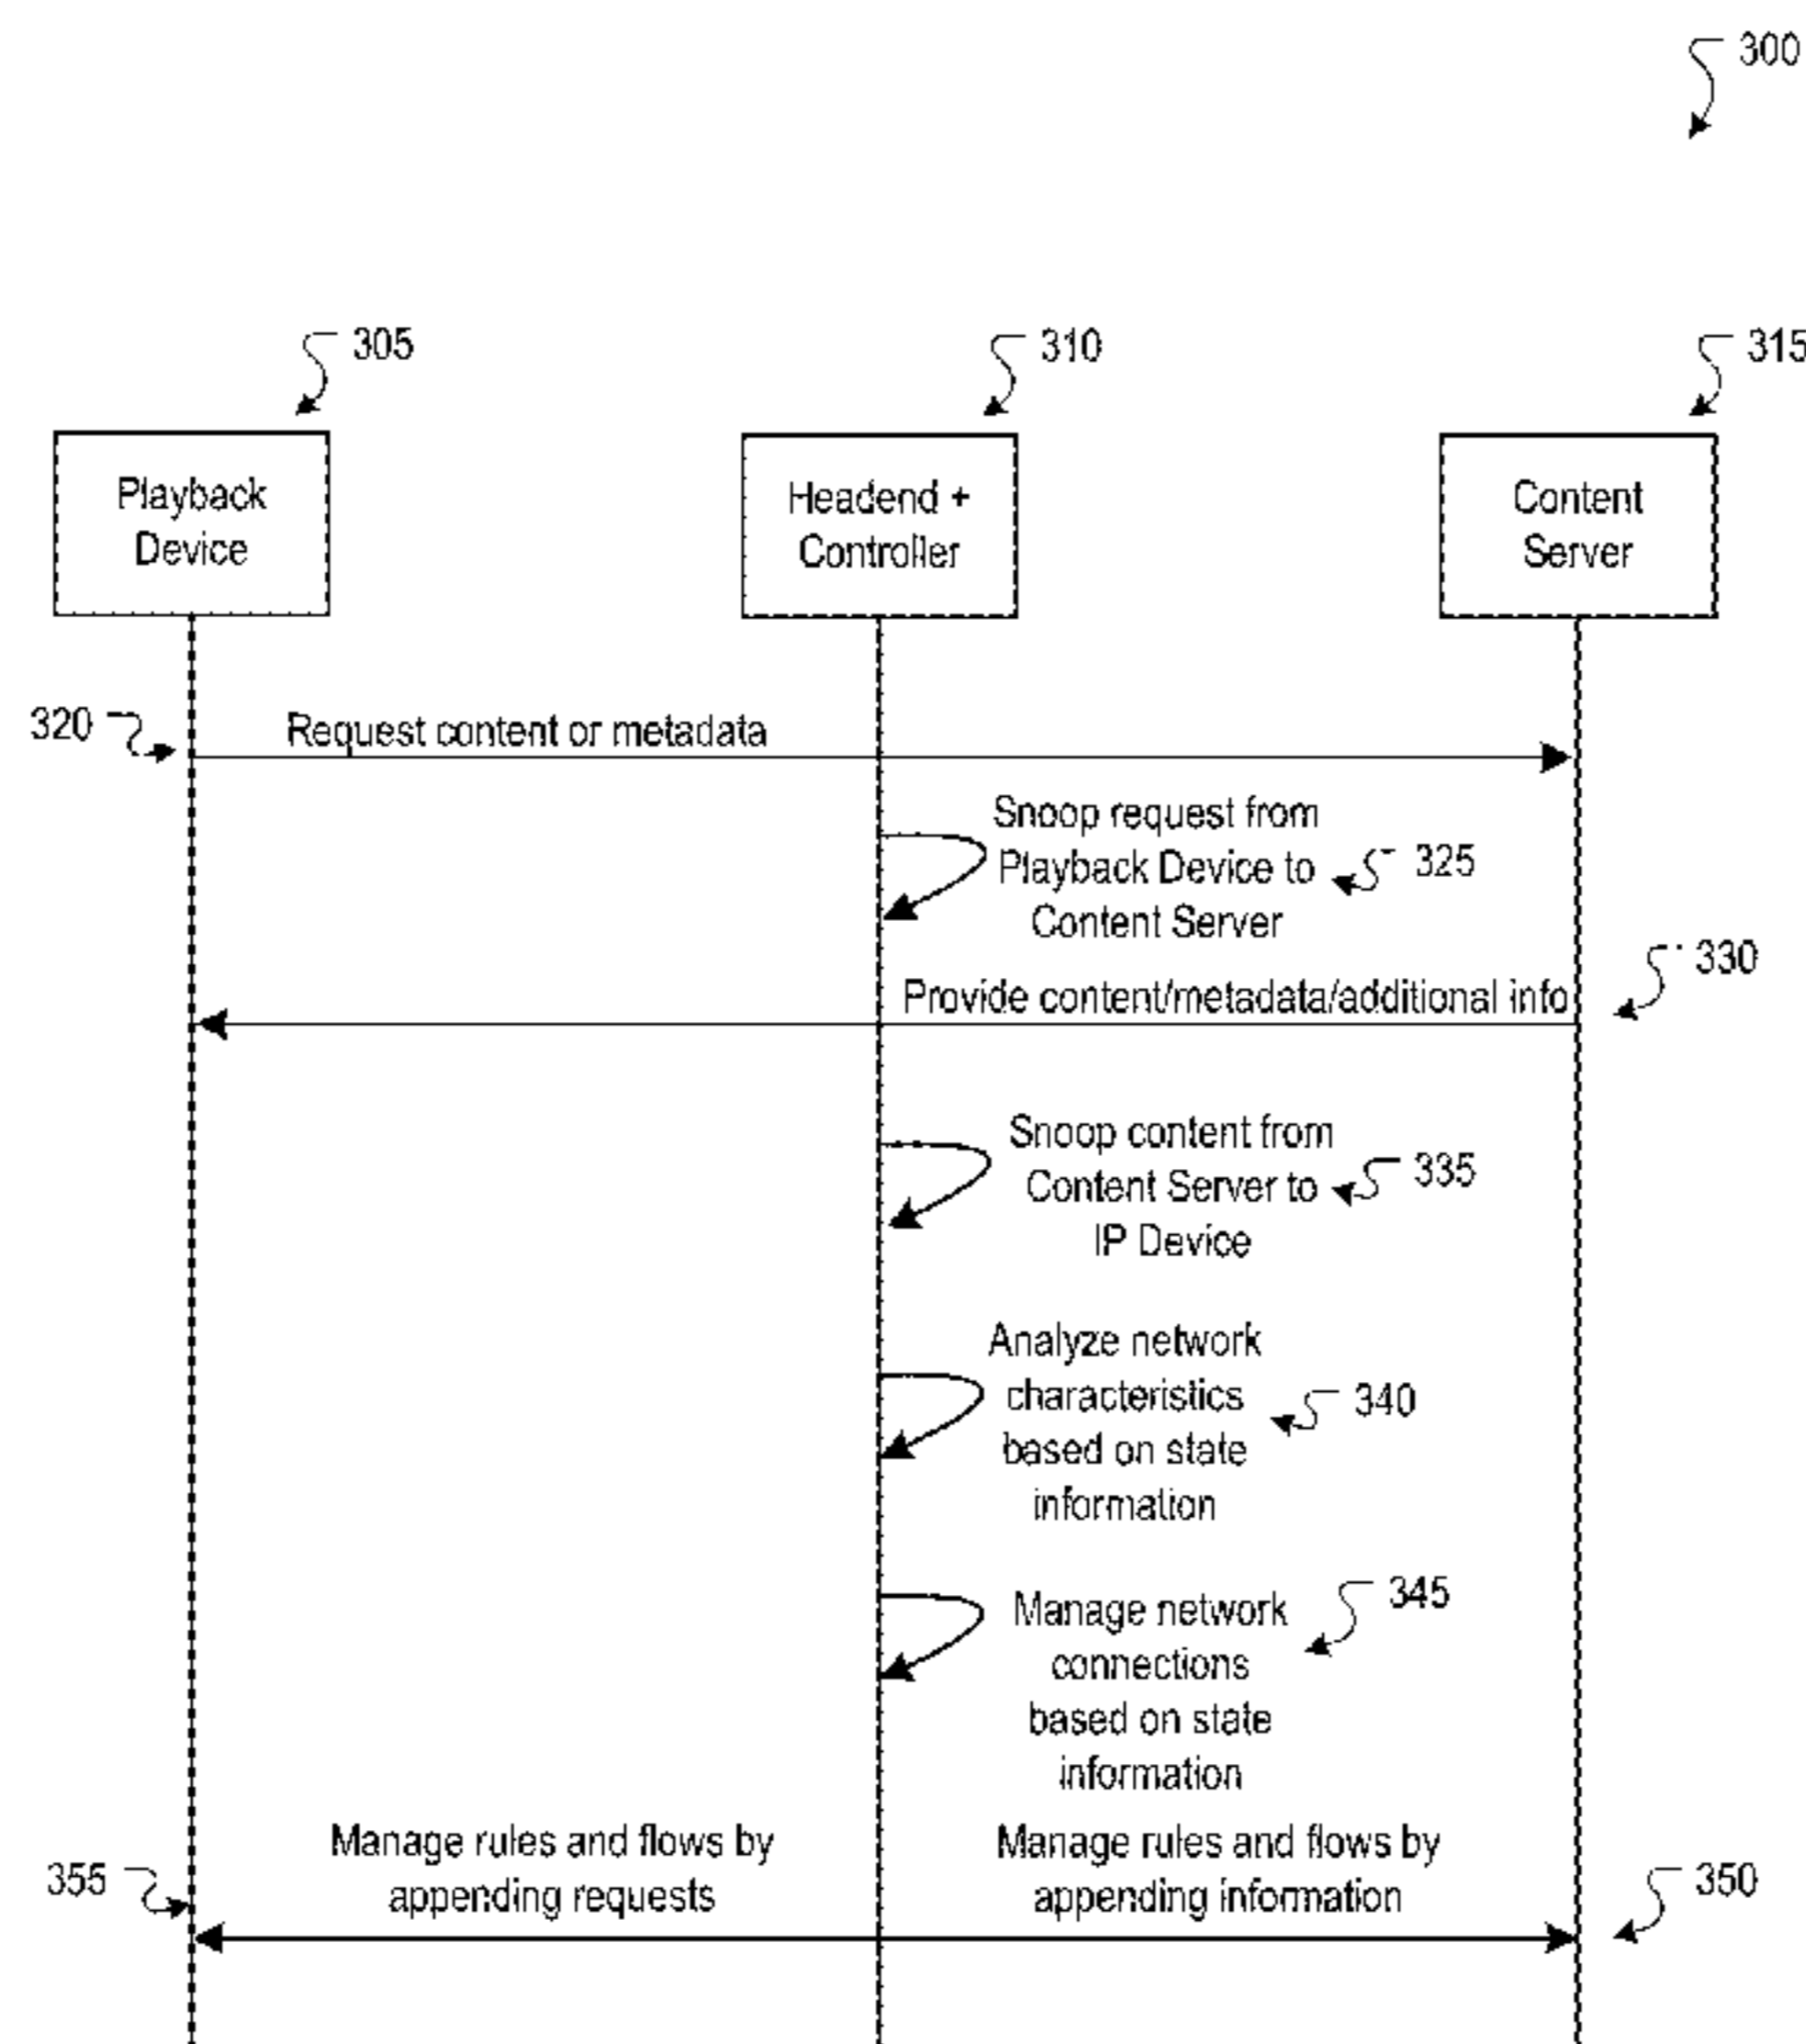 300
305
310
315
Playback
Device
Headend +
Controller
Content
Server
320
Request content or metadata
Snoop request from
Playback Device to
Content Server
325
330
Provide content/metadata/additional info
Snoop content from
Content Server to
IP Device
335
Analyze network
characteristics
based on state
information
340
Manage network
connections
based on state
information
345
Manage rules and flows by
appending requests
355
Manage rules and flows by
appending information
350